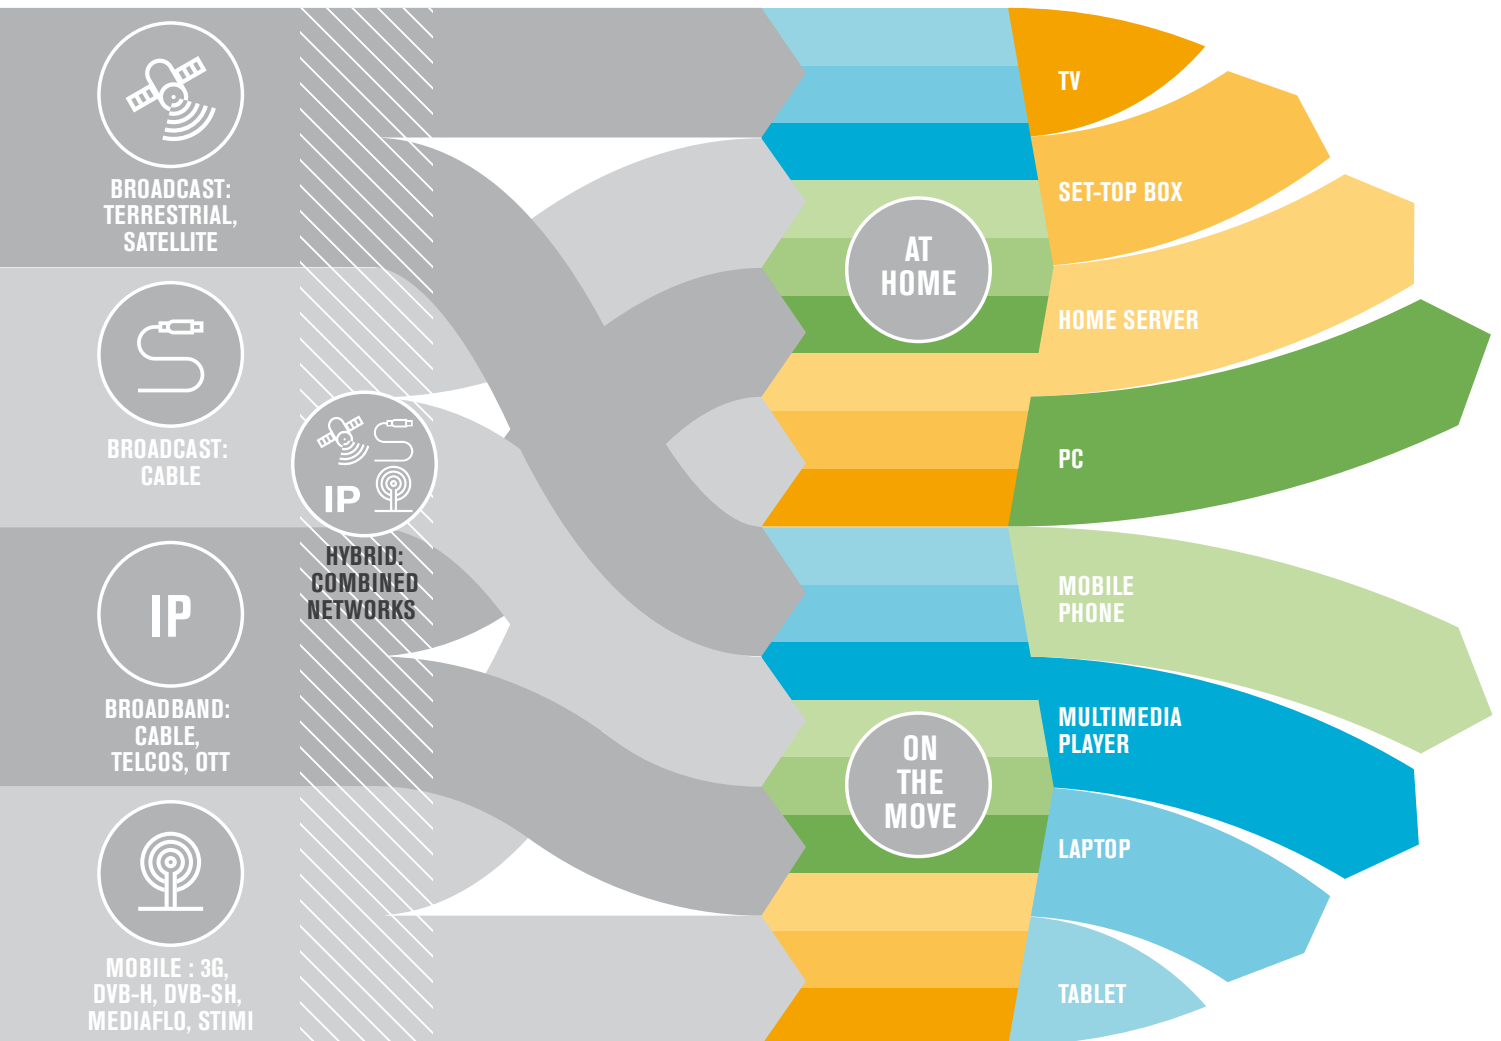 BROADCAST:
TERRESTRIAL,
SATELLITE
BROADCAST:
CABLE
IP
BROADBAND:
CABLE,
TELCOS, OTT
MOBILE : 3G,
DVB-H, DVB-SH,
MEDIAFLO, STIMI
IP
HYBRID:
COMBINED
NETWORKS
AT
HOME
ON
THE
MOVE
TV
SET-TOP BOX
HOME SERVER
PC
MOBILE
PHONE
MULTIMEDIA
PLAYER
LAPTOP
TABLET